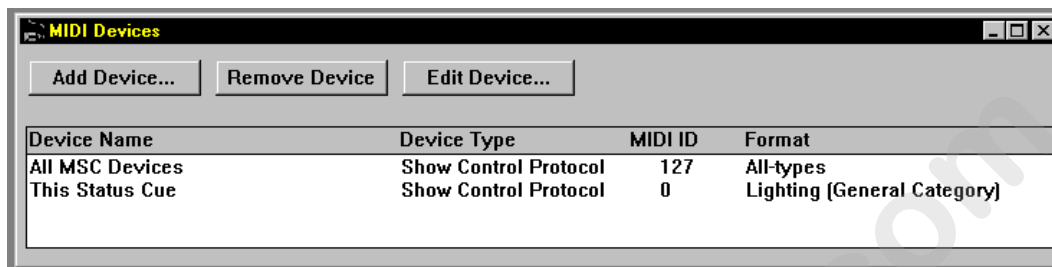 MIDI Devices
Add Device... Remove Device Edit Device...
Device Name Device Type MIDI ID Format
All MSC Devices Show Control Protocol 127 All-types
This Status Cue Show Control Protocol 0 Lighting (General Category)
com